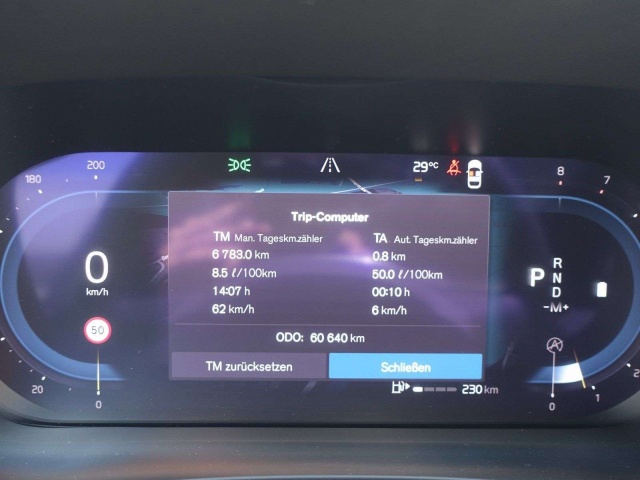 200
180
29°C
8
7
Trip-Computer
TM Man. Tageskm.zähler
TA Aut. Tageskm.zähler
6 783.0 km
0.8 km
8.5 ℓ/100km
50.0 ℓ/100km
14:07 h
00:10 h
62 km/h
6 km/h
ODO: 60 640 km
TM zurücksetzen
Schließen
0
km/h
50
20
0
P
R
N
D
-M+
230 km
1
0